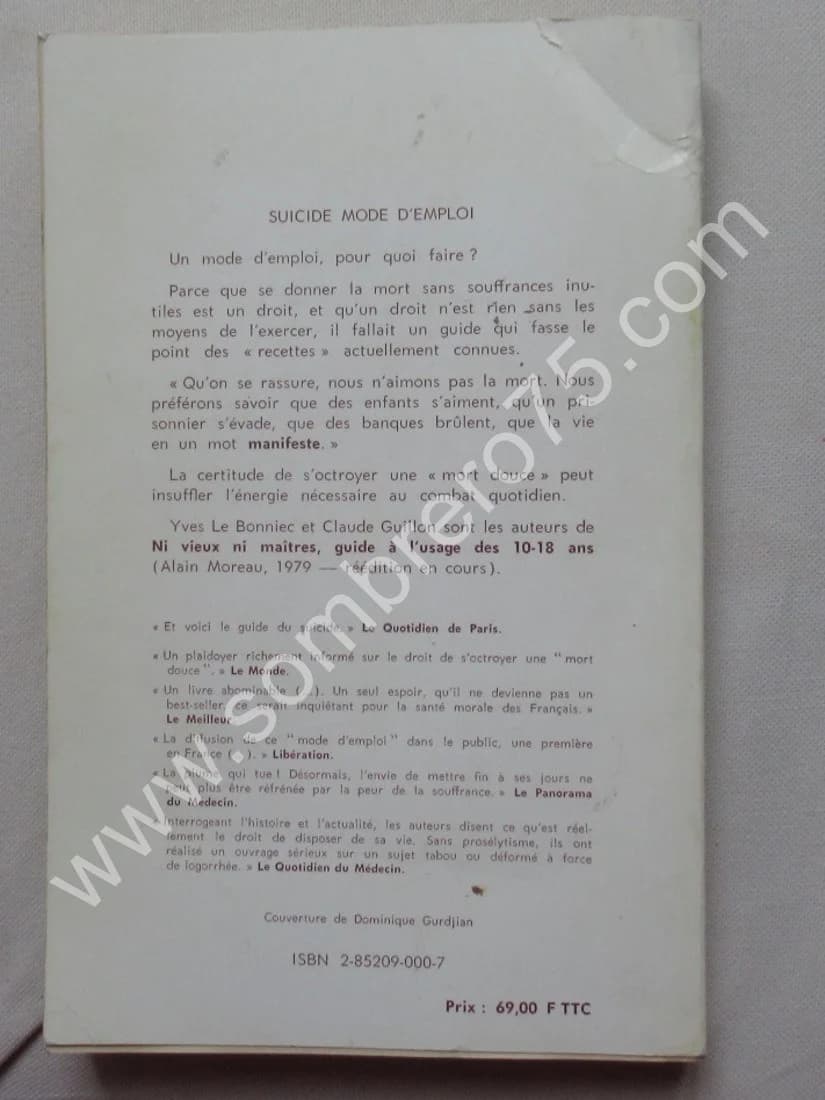 SUICIDE MODE D'EMPLOI
Un mode d'emploi, pour quoi faire ?
Parce que se donner la mort sans souffrances inu-
tiles est un droit, et qu'un droit n'est rien sans les
moyens de l'exercer, il fallait un guide qui fasse le
point des « recettes » actuellement connues.
« Qu'on se rassure, nous n'aimons pas la mort. Nous
préférons savoir que des enfants s'aiment, qu'un pri-
sonnier s'évade, que des banques brûlent, que la vie
en un mot manifeste. »
La certitude de s'octroyer une « mort douce » peut
insuffler l'énergie nécessaire au combat quotidien.
Yves Le Bonniec et Claude Guillon sont les auteurs de
Ni vieux ni maîtres, guide à l'usage des 10-18 ans
(Alain Moreau, 1979 — réédition en cours).
« Et voici le guide du suicide. » Le Quotidien de Paris.
« Un plaidoyer richement informé sur le droit de s'octroyer une "mort
douce". » Le Monde.
« Un livre abominable (...). Un seul espoir, qu'il ne devienne pas un
best-seller, ce serait inquiétant pour la santé morale des Français. »
Le Meilleur.
« La diffusion de ce "mode d'emploi" dans le public, une première
en France (...). » Libération.
« La plume qui tue ! Désormais, l'envie de mettre fin à ses jours ne
peut plus être réfrénée par la peur de la souffrance. » Le Panorama
du Médecin.
« Interrogeant l'histoire et l'actualité, les auteurs disent ce qu'est réel-
lement le droit de disposer de sa vie. Sans prosélytisme, ils ont
réalisé un ouvrage sérieux sur un sujet tabou ou déformé à force
de logorrhée. » Le Quotidien du Médecin.
Couverture de Dominique Gurdjian
ISBN 2-85209-000-7
Prix : 69,00 F TTC
www.sombrero75.com